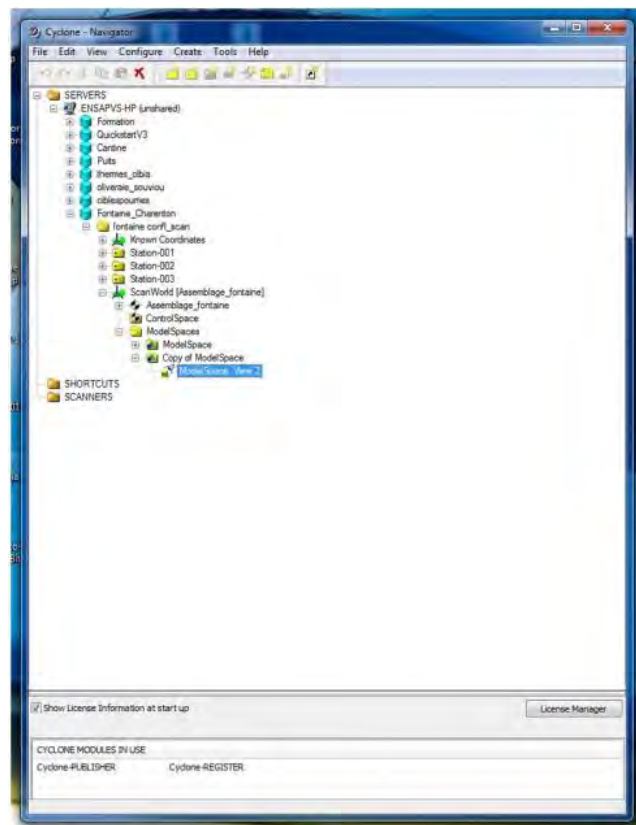 Cyclone - Navigator
File Edit View Configure Create Tools Help
SERVERS
ENSAPVS-HP (unshared)
Formation
QuickstartV3
Cantine
Puits
thermes_olbia
oliveraie_souviou
ciblespoumes
Fontaine_Charenton
fontaine confl_scan
Known Coordinates
Station-001
Station-002
Station-003
ScanWorld [Assemblage_fontaine]
Assemblage_fontaine
ControlSpace
ModelSpaces
ModelSpace
Copy of ModelSpace
ModelSpace View 2
SHORTCUTS
SCANNERS
Show License Information at start up
License Manager
CYCLONE MODULES IN USE
Cyclone-PUBLISHER Cyclone-REGISTER